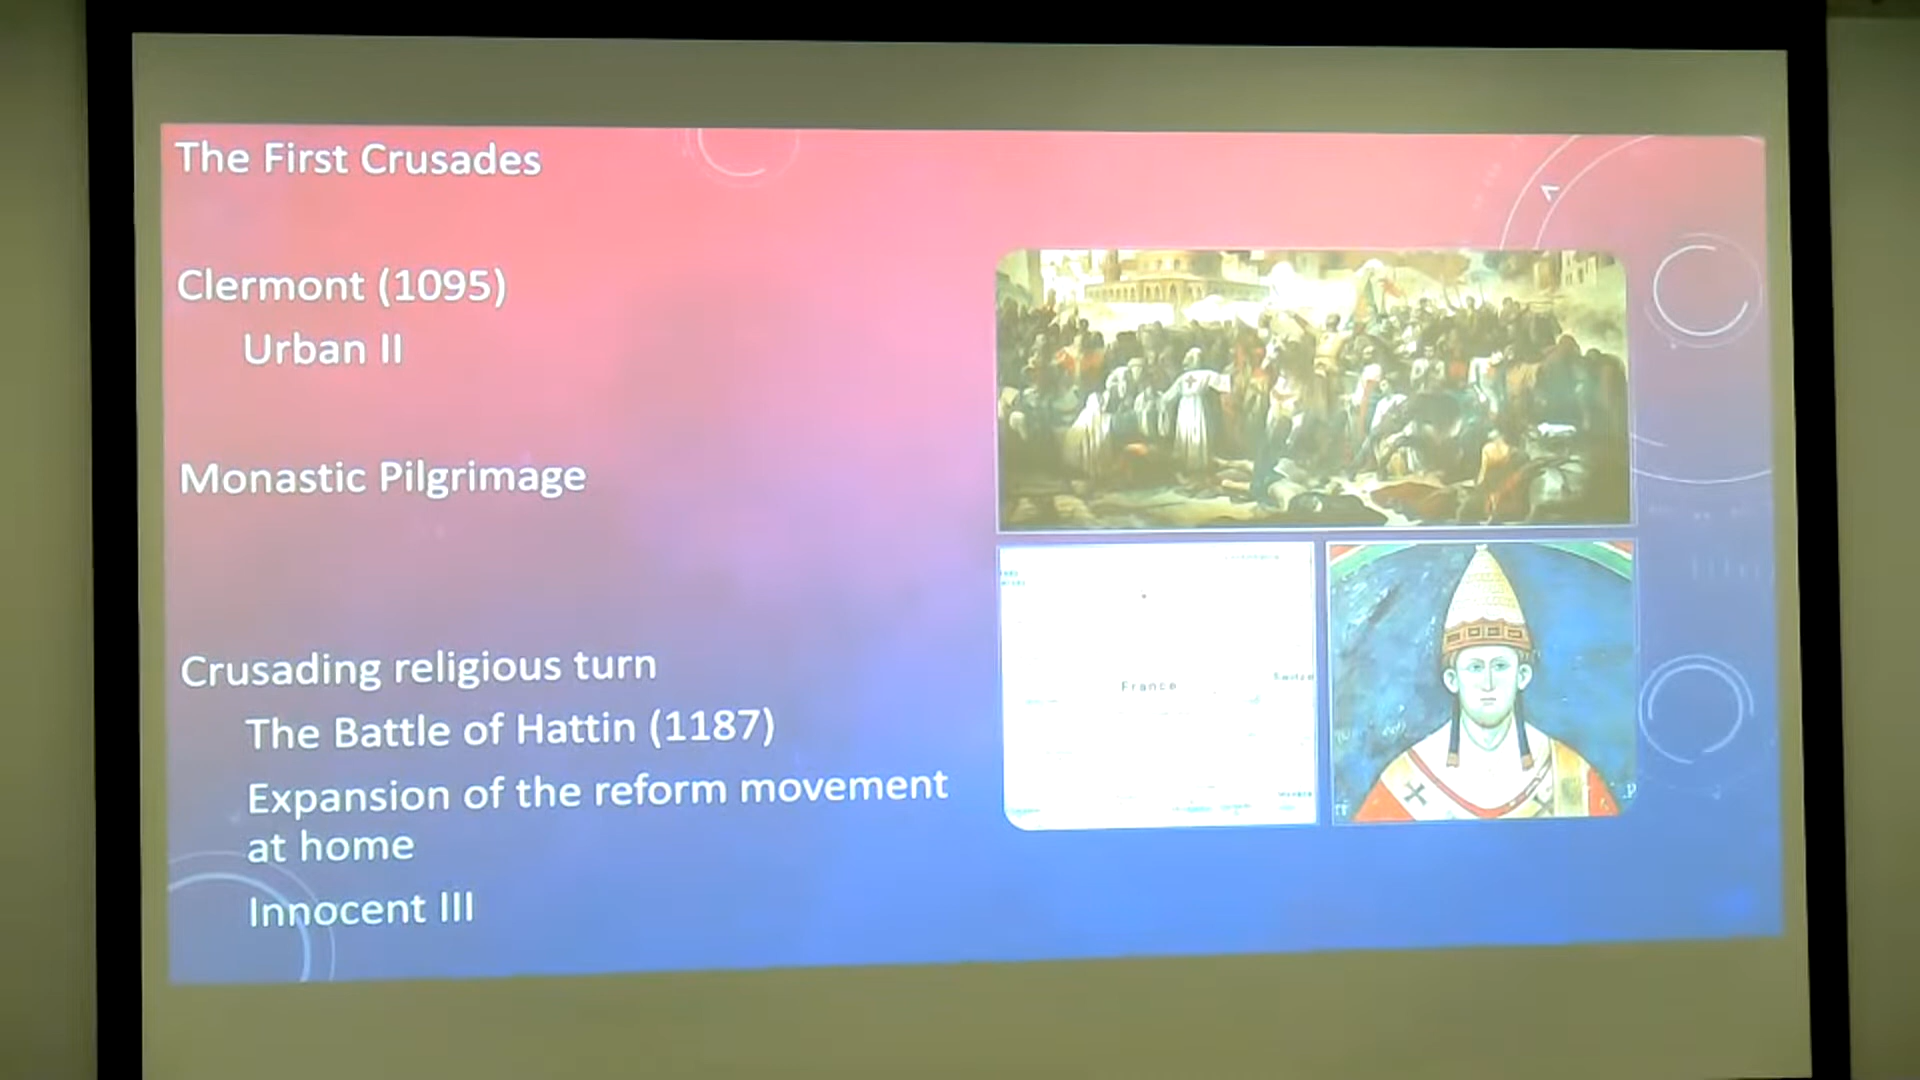 The First Crusades
Clermont (1095)
Urban II
Monastic Pilgrimage
Crusading religious turn
The Battle of Hattin (1187)
Expansion of the reform movement
at home
Innocent III
France